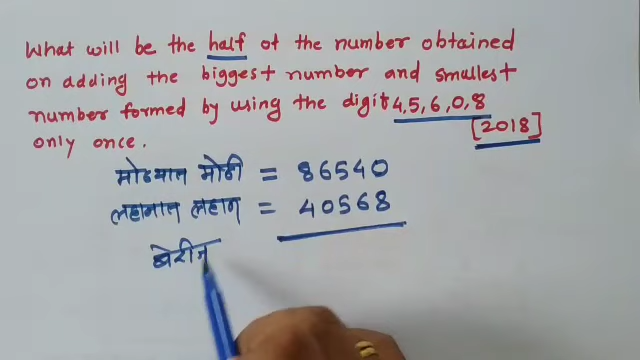 What will be the half of the number obtained
on adding the biggest number and smallest
number formed by using the digit 4,5,6,0,8
only once. [2018]
मोठ्यात मोठी = 86540
लहानात लहान = 40568
बेरीज